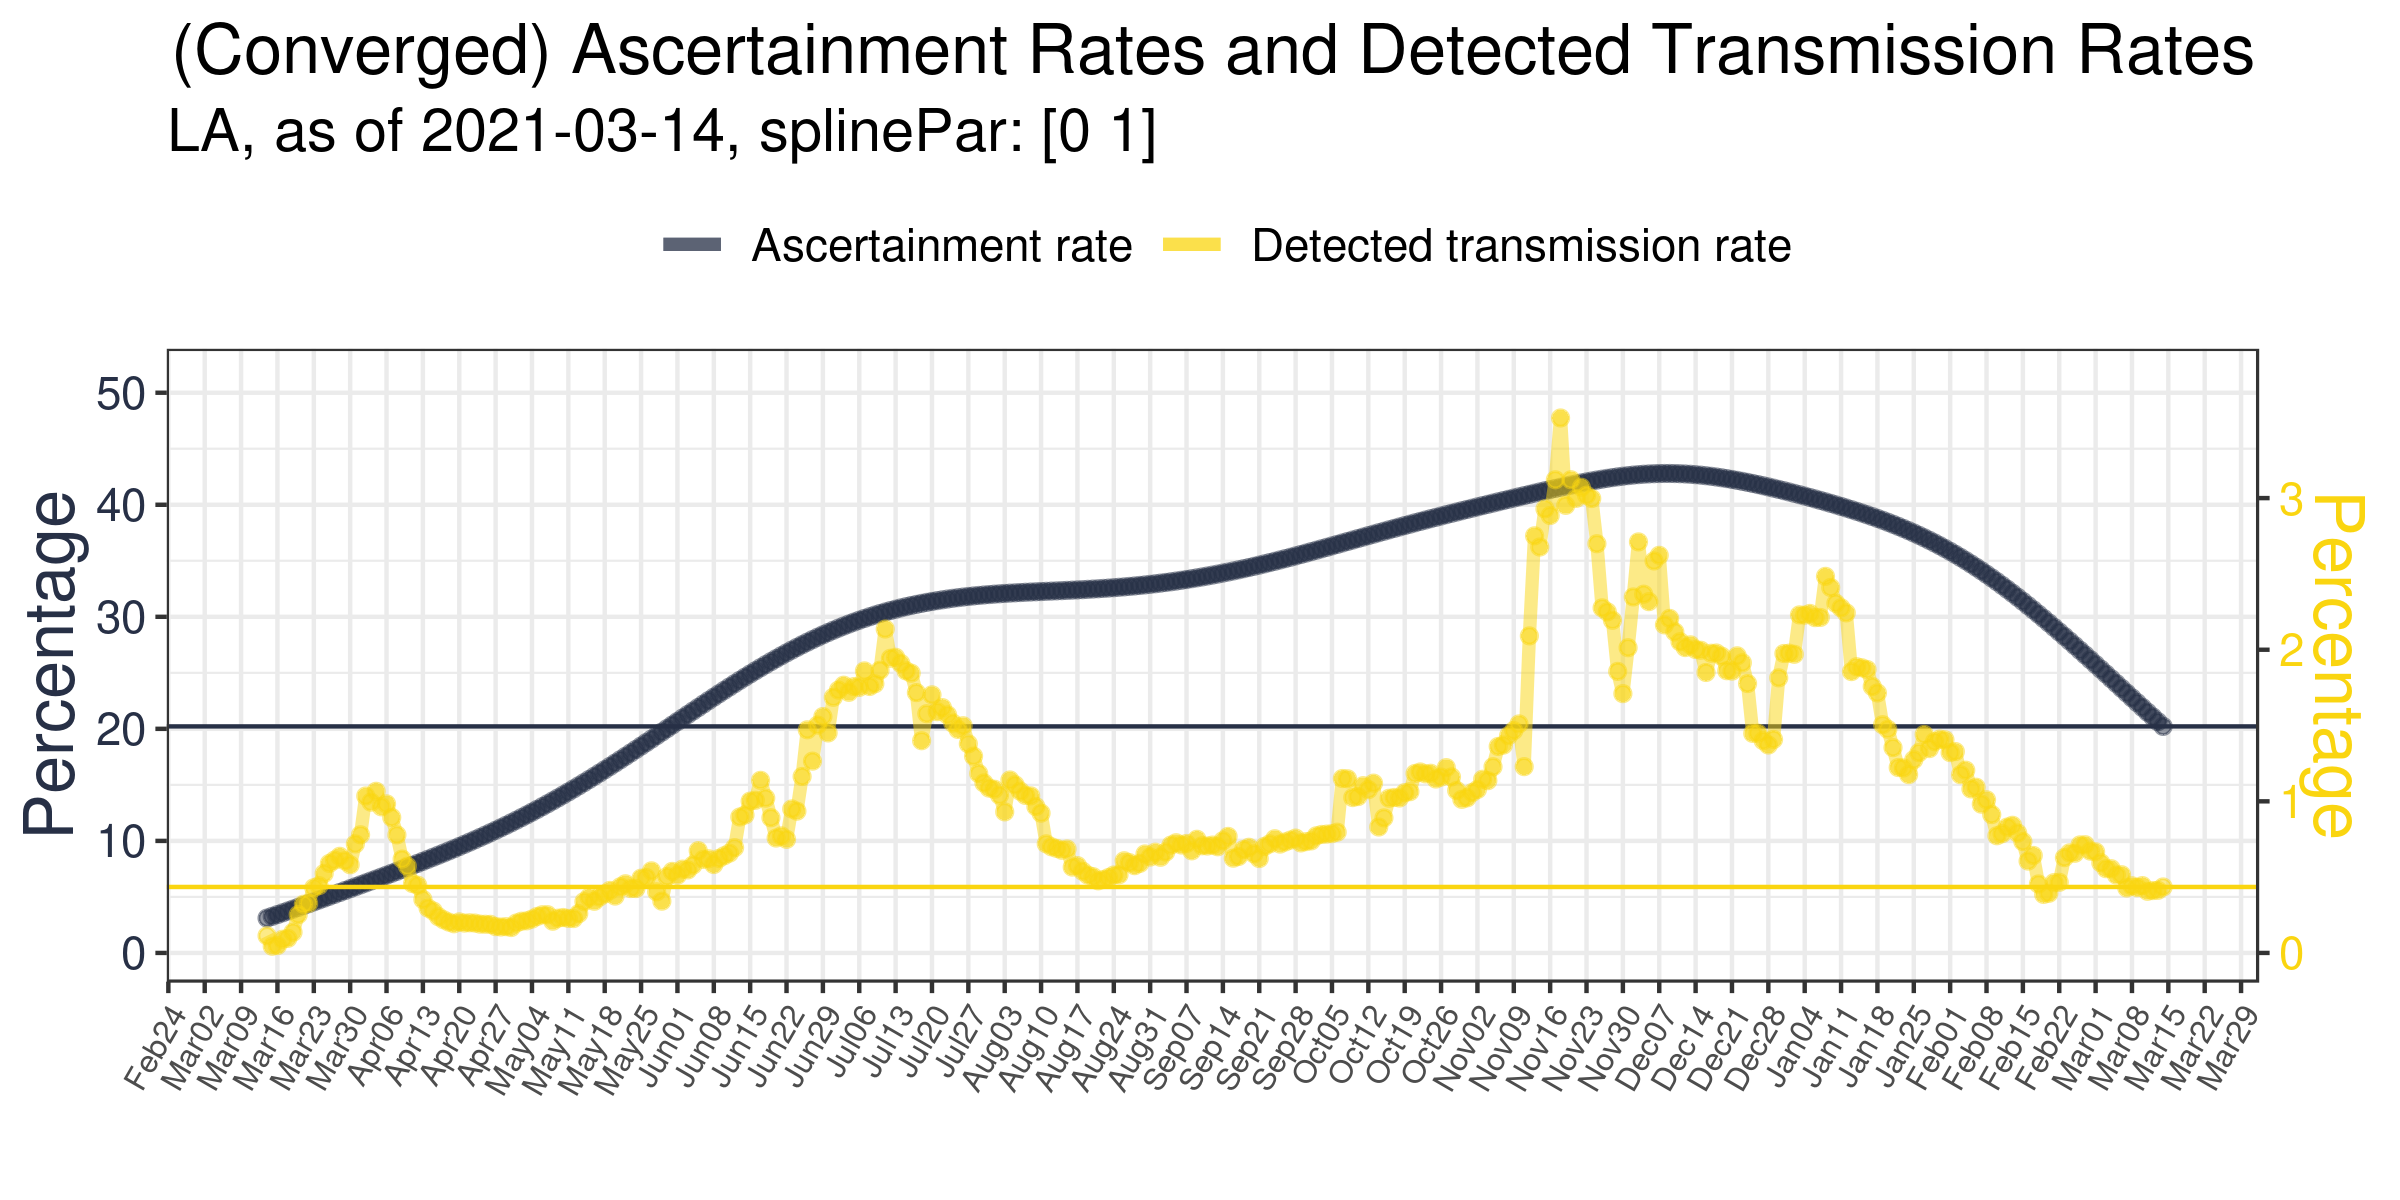 (Converged) Ascertainment Rates and Detected Transmission Rates
LA, as of 2021-03-14, splinePar: [0 1]
Ascertainment rate Detected transmission rate
Percentage
50
40
30
20
10
0
3
2
1
0
Percentage
Feb24 Mar02 Mar09 Mar16 Mar23 Mar30 Apr06 Apr13 Apr20 Apr27 May04 May11 May18 May25 Jun01 Jun08 Jun15 Jun22 Jun29 Jul06 Jul13 Jul20 Jul27 Aug03 Aug10 Aug17 Aug24 Aug31 Sep07 Sep14 Sep21 Sep28 Oct05 Oct12 Oct19 Oct26 Nov02 Nov09 Nov16 Nov23 Nov30 Dec07 Dec14 Dec21 Dec28 Jan04 Jan11 Jan18 Jan25 Feb01 Feb08 Feb15 Feb22 Mar01 Mar08 Mar15 Mar22 Mar29